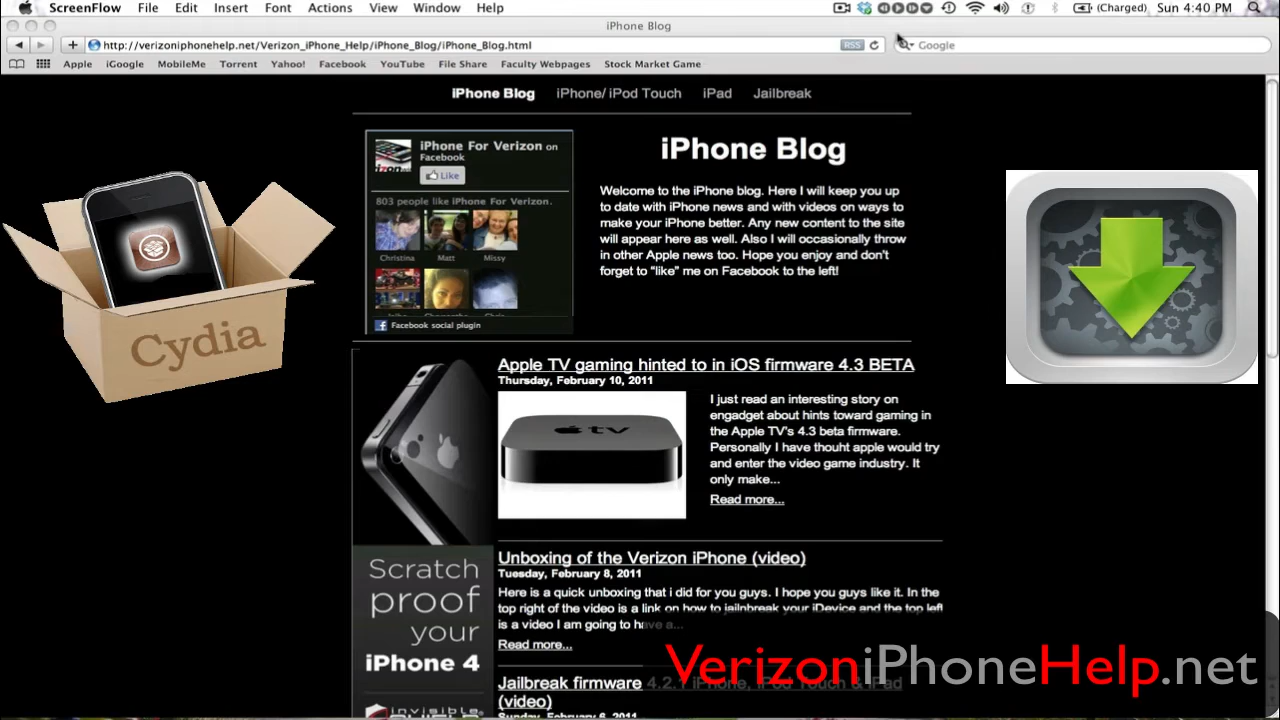 ScreenFlow File Edit Insert Font Actions View Window Help (Charged) Sun 4:40 PM
iPhone Blog
http://verizoniphonehelp.net/Verizon_iPhone_Help/iPhone_Blog/iPhone_Blog.html RSS Google
Apple iGoogle MobileMe Torrent Yahoo! Facebook YouTube File Share Faculty Webpages Stock Market Game
iPhone Blog iPhone/ iPod Touch iPad Jailbreak
iPhone For Verizon on
Facebook
Like
803 people like iPhone For Verizon.
Christina Matt Missy
Facebook social plugin
iPhone Blog
Welcome to the iPhone blog. Here I will keep you up
to date with iPhone news and with videos on ways to
make your iPhone better. Any new content to the site
will appear here as well. Also I will occasionally throw
in other Apple news too. Hope you enjoy and don't
forget to “like” me on Facebook to the left!
Cydia
Apple TV gaming hinted to in iOS firmware 4.3 BETA
Thursday, February 10, 2011
tv
I just read an interesting story on
engadget about hints toward gaming in
the Apple TV's 4.3 beta firmware.
Personally I have thouht apple would try
and enter the video game industry. It
only make...
Read more...
Scratch
proof
your
iPhone 4
Unboxing of the Verizon iPhone (video)
Tuesday, February 8, 2011
Here is a quick unboxing that i did for you guys. I hope you guys like it. In the
top right of the video is a link on how to jailbreak your iDevice and the top left
is a video I am going to have a...
Read more...
Jailbreak firmware 4.2.1 iPhone, iPod Touch & iPad
(video)
Sunday, February 6, 2011
VerizoniPhoneHelp.net